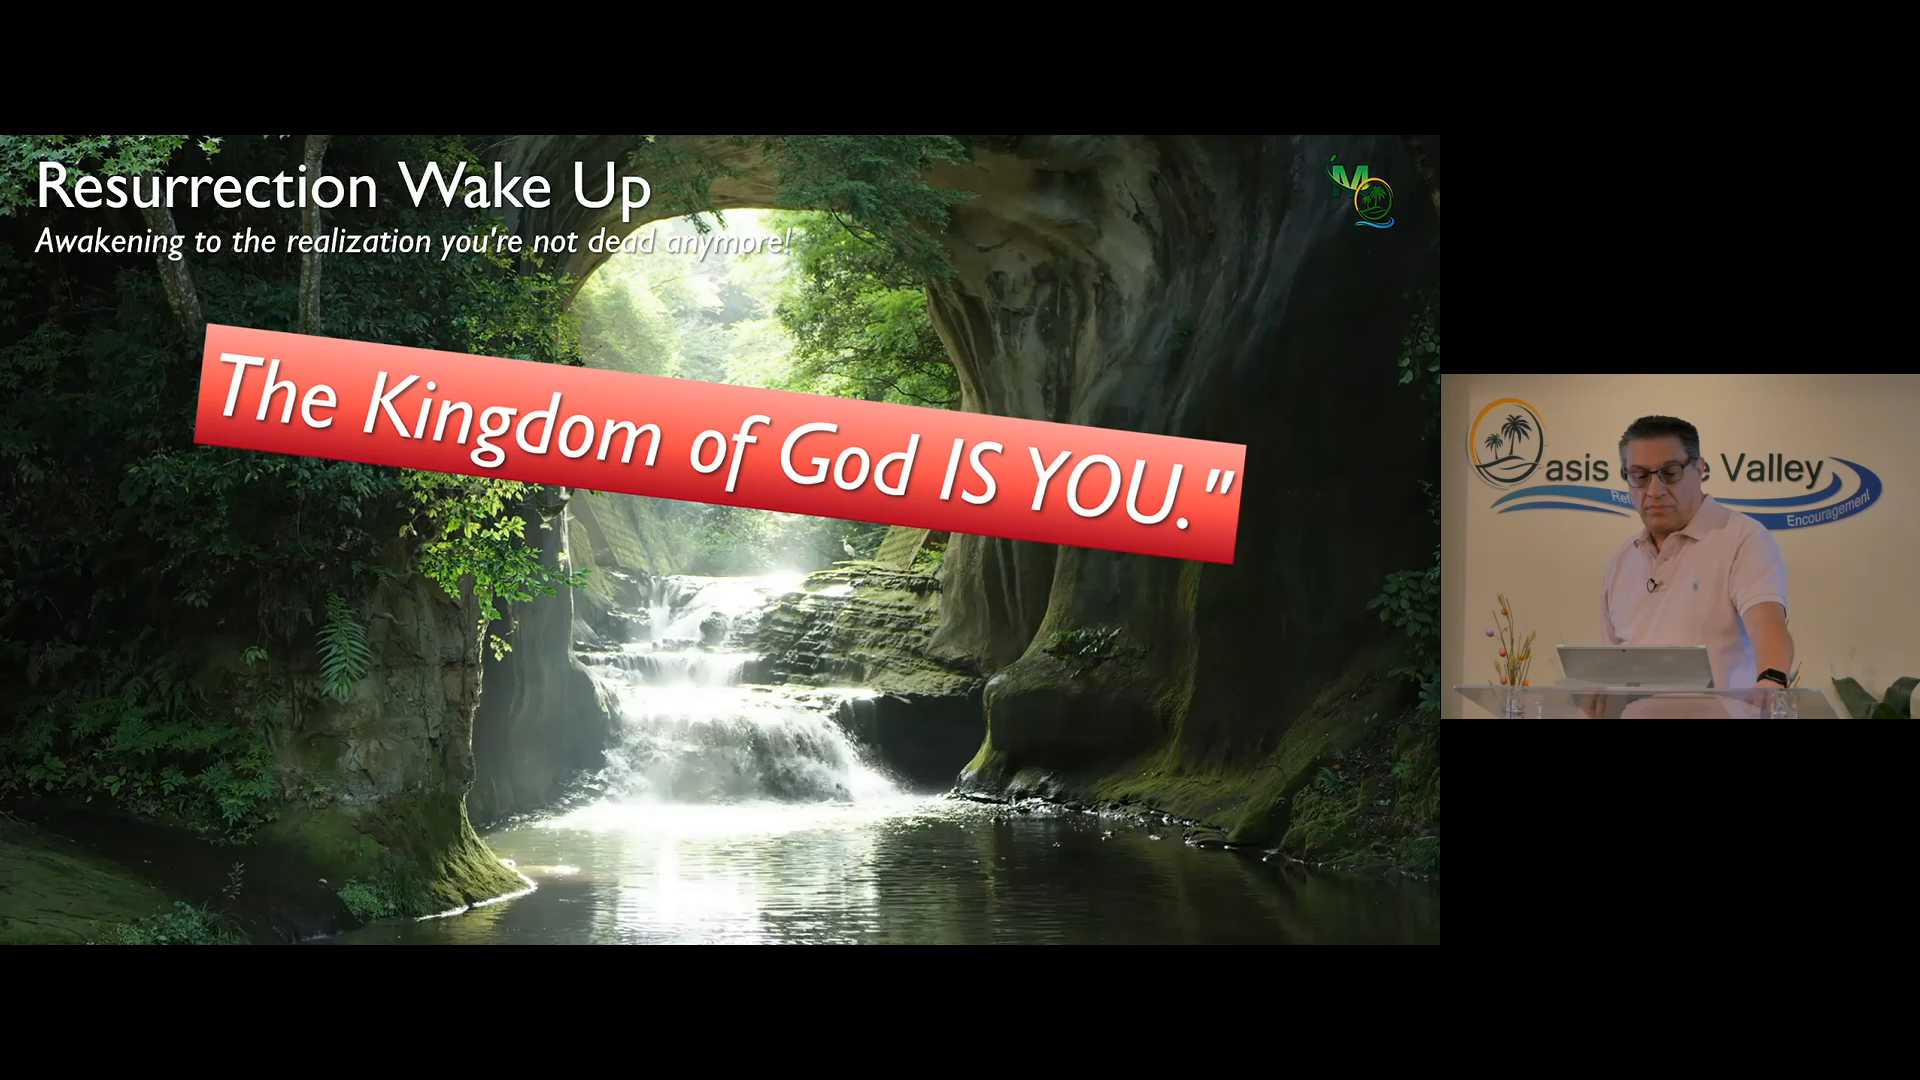 Resurrection Wake Up
Awakening to the realization you're not dead anymore!
M
The Kingdom of God IS YOU."
asis Valley
Encouragement